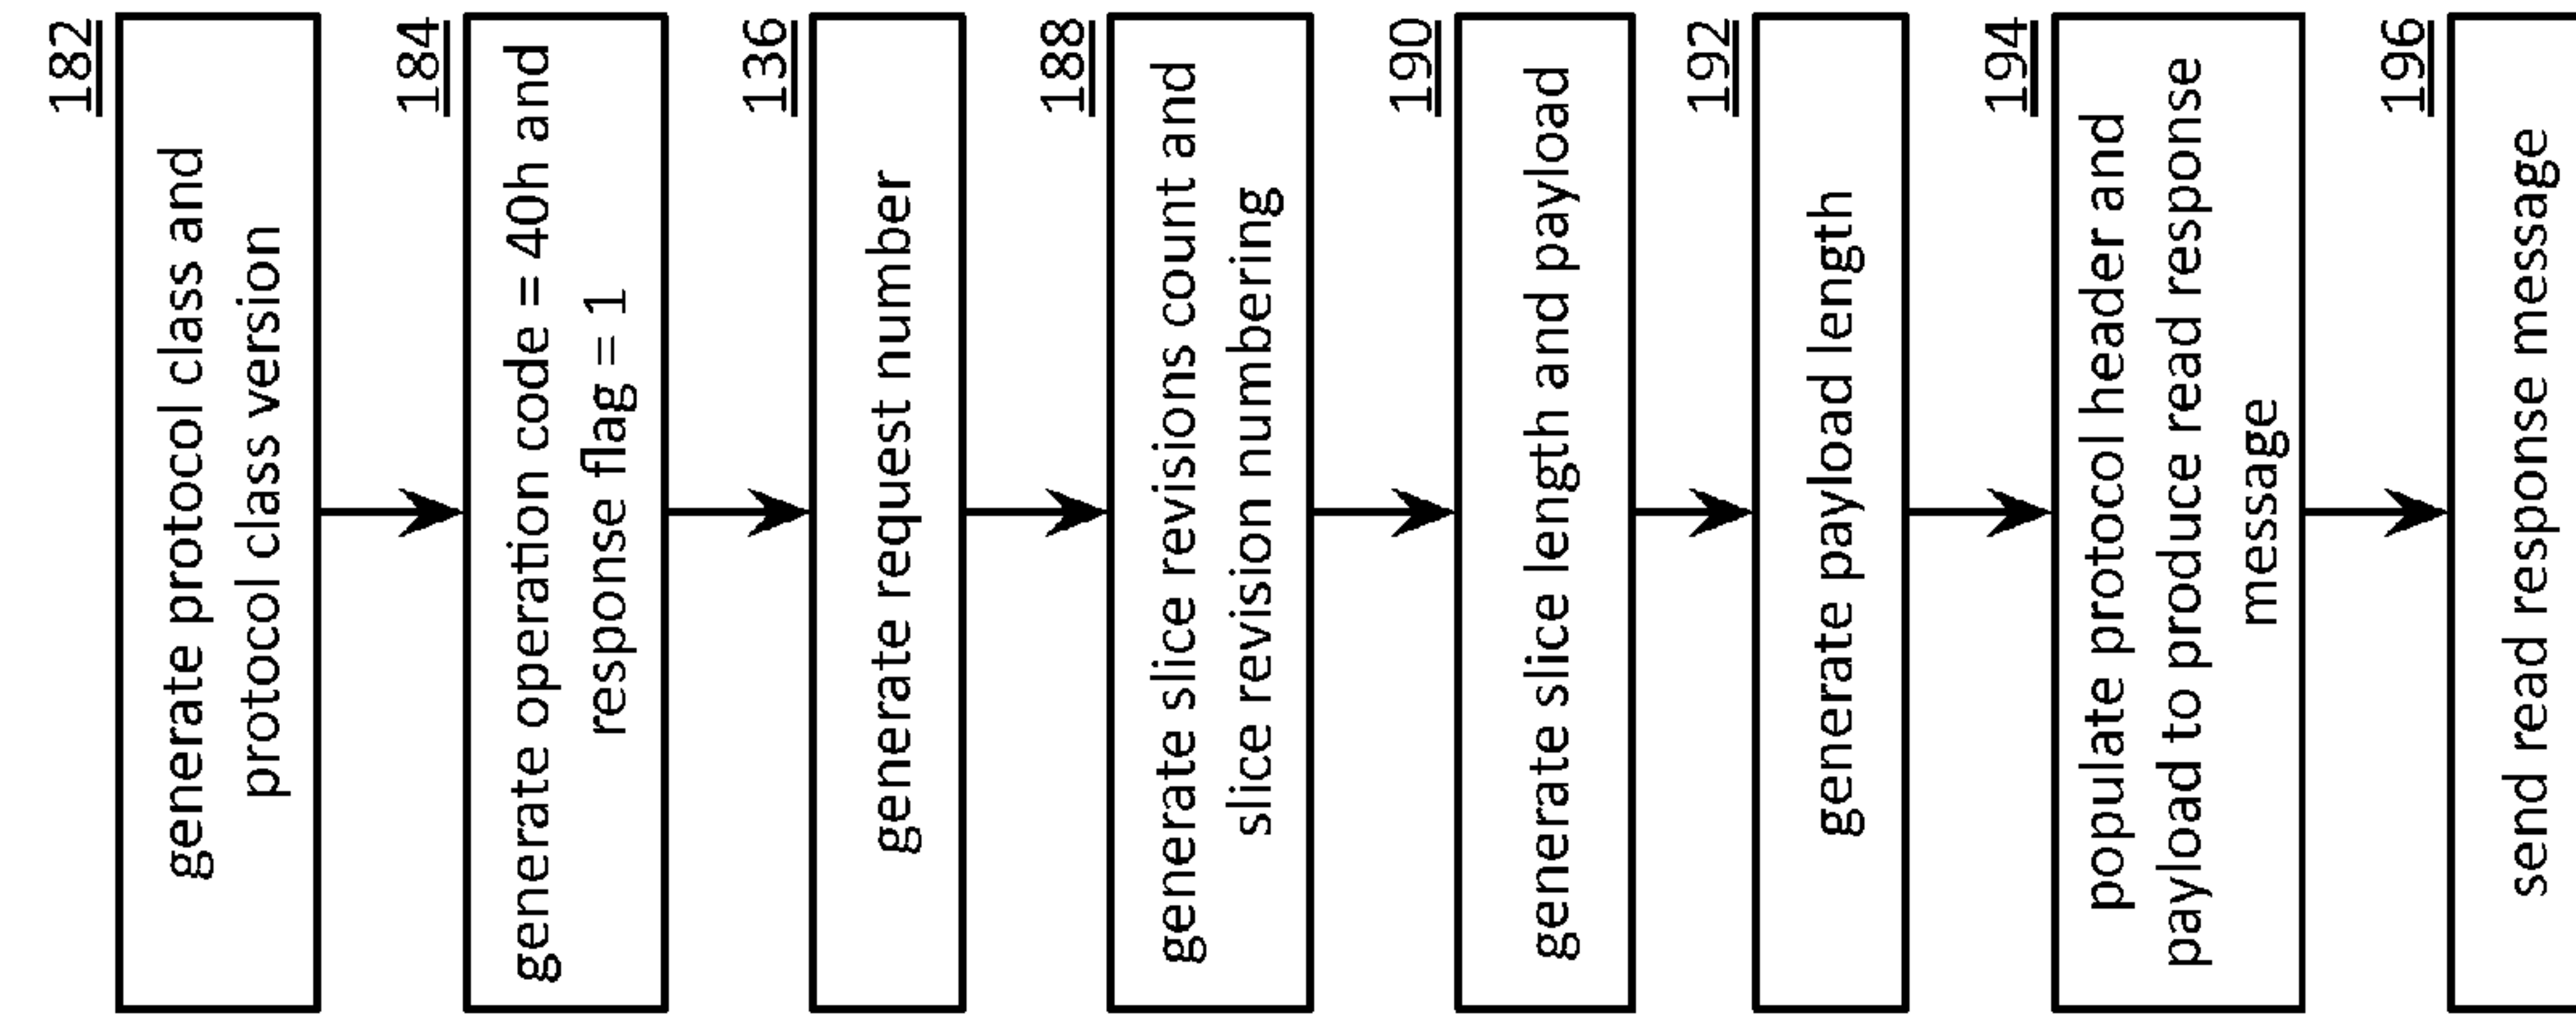 182
generate protocol class and
protocol class version
184
generate operation code = 40h and
response flag = 1
136
generate request number
188
generate slice revisions count and
slice revision numbering
190
generate slice length and payload
192
generate payload length
194
populate protocol header and
payload to produce read response
message
196
send read response message